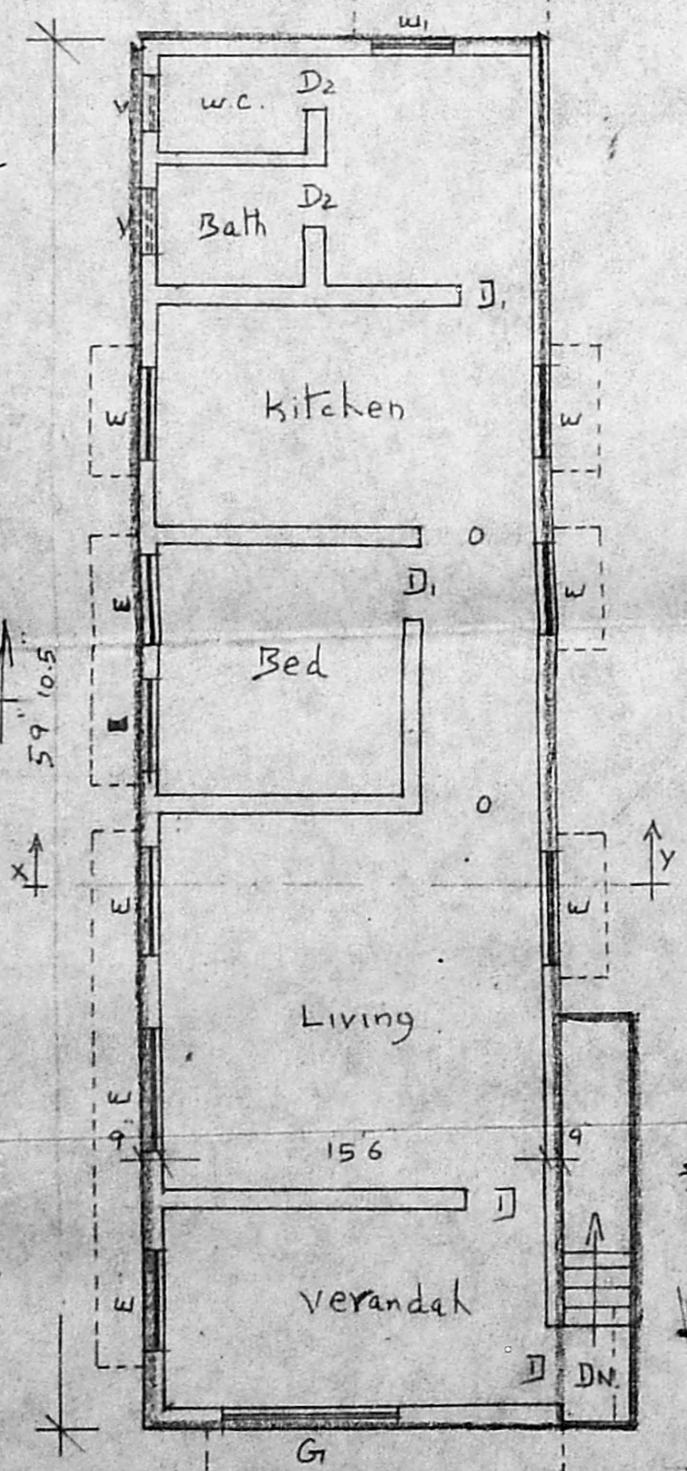 W1
V
W.C.
D2
V
Bath
D2
D1
E
Kitchen
E
O
E
D1
E
Bed
59' 10.5"
O
X
Y
E
E
Living
E
9"
15'6
9"
D
E
Verandah
D
DN.
G